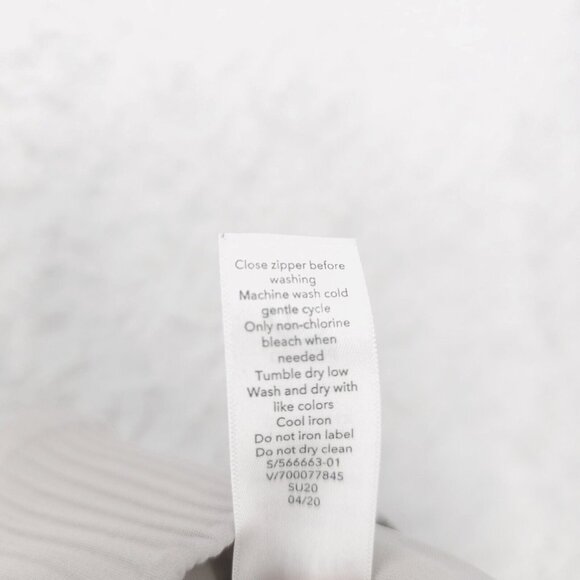 Close zipper before
washing
Machine wash cold
gentle cycle
Only non-chlorine
bleach when
needed
Tumble dry low
Wash and dry with
like colors
Cool iron
Do not iron label
Do not dry clean
S/566663-01
V/700077845
SU20
04/20